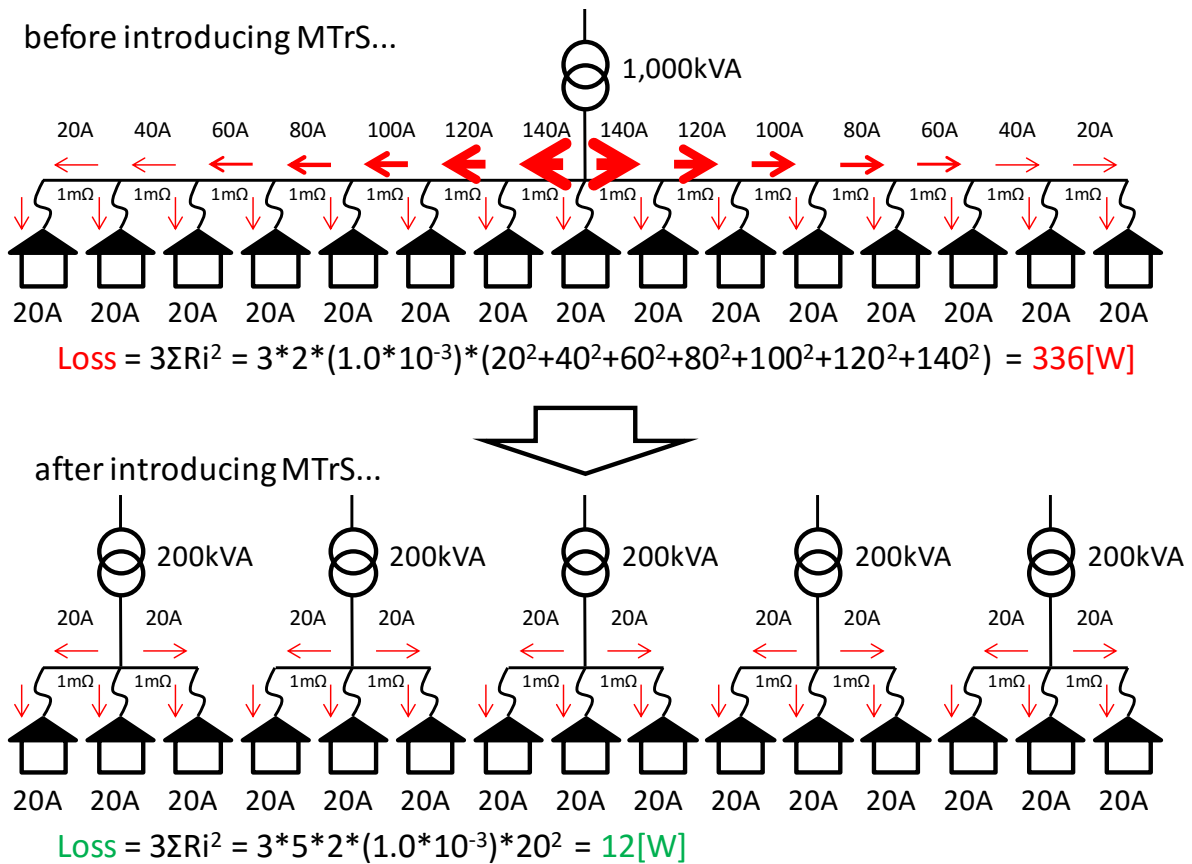 before introducing MTrS...
1,000kVA
20A 40A 60A 80A 100A 120A 140A 140A 120A 100A 80A 60A 40A 20A
1mΩ 1mΩ 1mΩ 1mΩ 1mΩ 1mΩ 1mΩ 1mΩ 1mΩ 1mΩ 1mΩ 1mΩ 1mΩ 1mΩ
20A 20A 20A 20A 20A 20A 20A 20A 20A 20A 20A 20A 20A 20A 20A
Loss = 3ΣRi² = 3*2*(1.0*10⁻³)*(20²+40²+60²+80²+100²+120²+140²) = 336[W]
after introducing MTrS...
200kVA 200kVA 200kVA 200kVA 200kVA
20A 20A 20A 20A 20A 20A 20A 20A 20A 20A
1mΩ 1mΩ 1mΩ 1mΩ 1mΩ 1mΩ 1mΩ 1mΩ 1mΩ 1mΩ
20A 20A 20A 20A 20A 20A 20A 20A 20A 20A 20A 20A 20A 20A 20A
Loss = 3ΣRi² = 3*5*2*(1.0*10⁻³)*20² = 12[W]